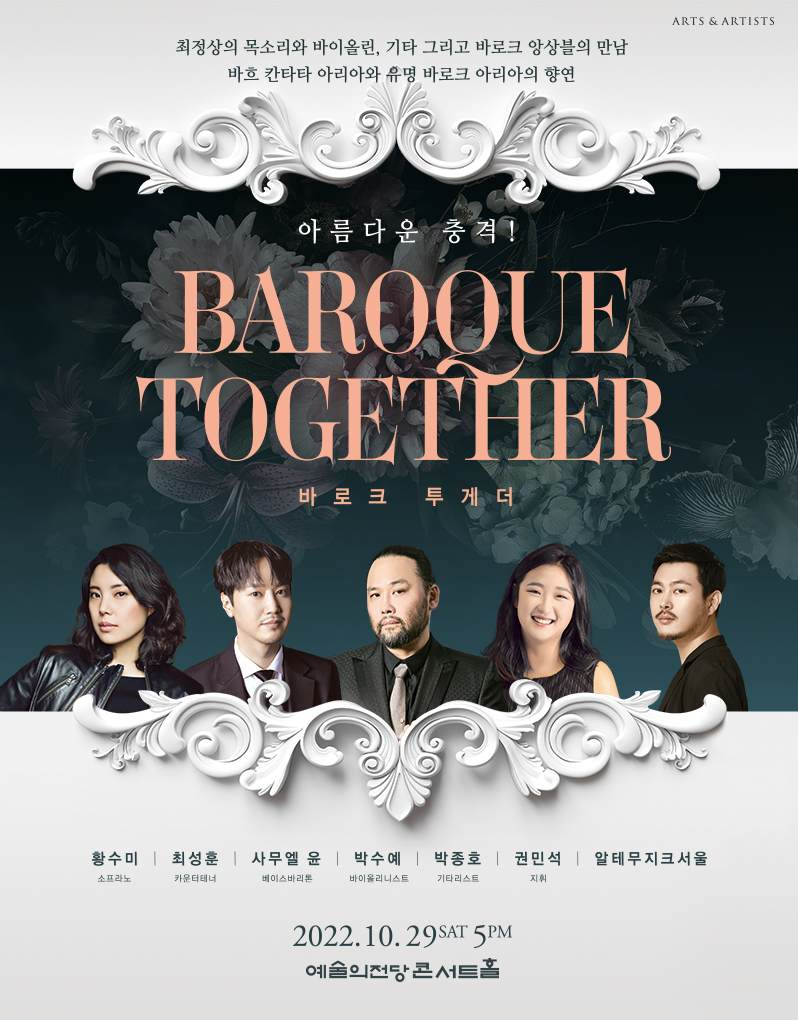 ARTS & ARTISTS
최정상의 목소리와 바이올린, 기타 그리고 바로크 앙상블의 만남
바흐 칸타타 아리아와 유명 바로크 아리아의 향연
아름다운 충격!
BAROQUE
TOGETHER
바로크 투게더
황수미 | 최성훈 | 사무엘 윤 | 박수예 | 박종호 | 권민석 | 알테무지크서울
소프라노 카운터테너 베이스바리톤 바이올리니스트 기타리스트 지휘
2022.10.29SAT 5PM
예술의전당 콘서트홀